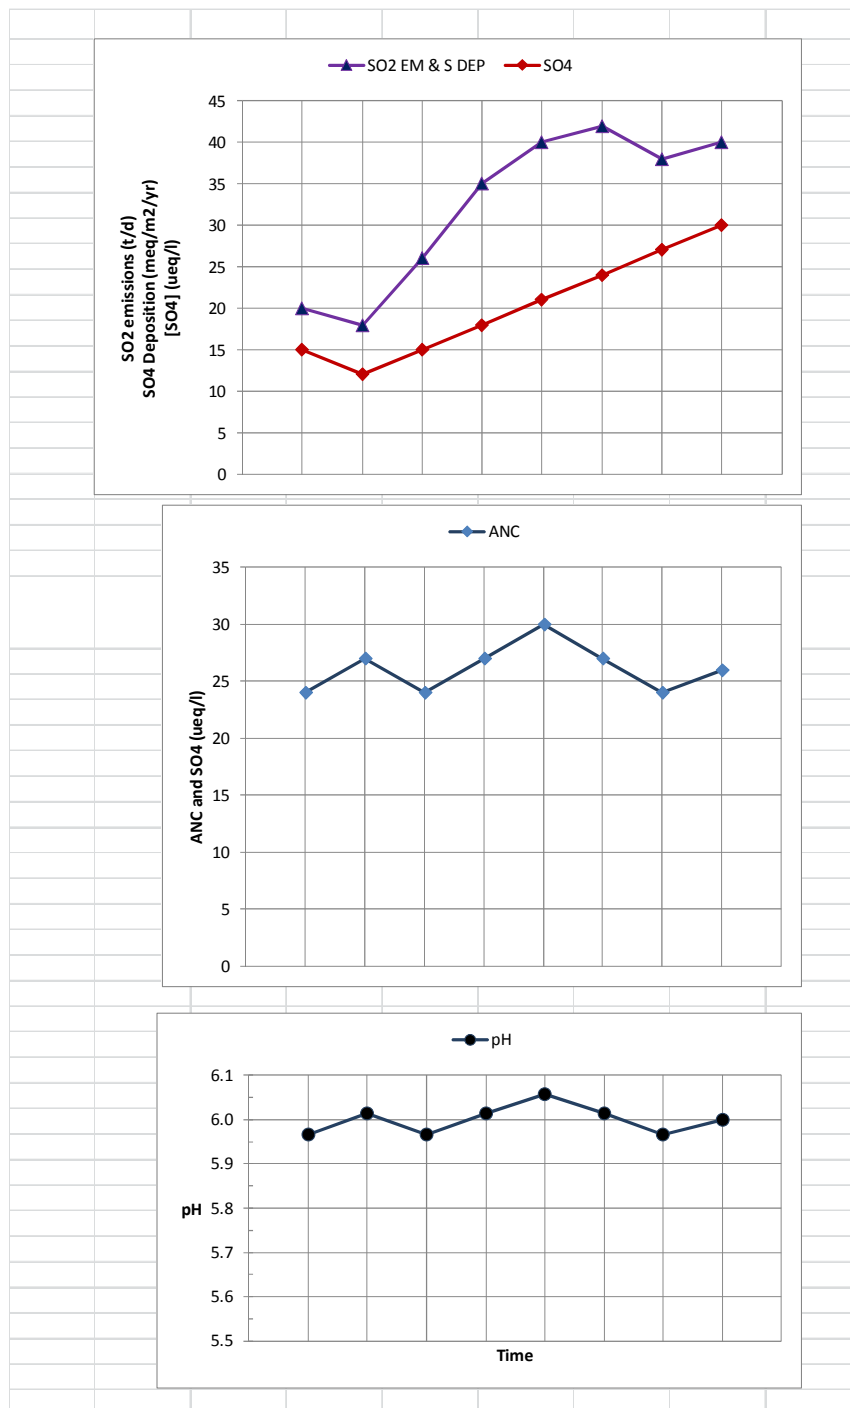 SO2 EM & S DEP SO4
45
40
35
30
25
20
15
10
5
0
SO2 emissions (t/d)
SO4 Deposition (meq/m2/yr)
[SO4] (ueq/l)
ANC
35
30
25
20
15
10
5
0
ANC and SO4 (ueq/l)
pH
6.1
6.0
5.9
5.8
5.7
5.6
5.5
pH
Time